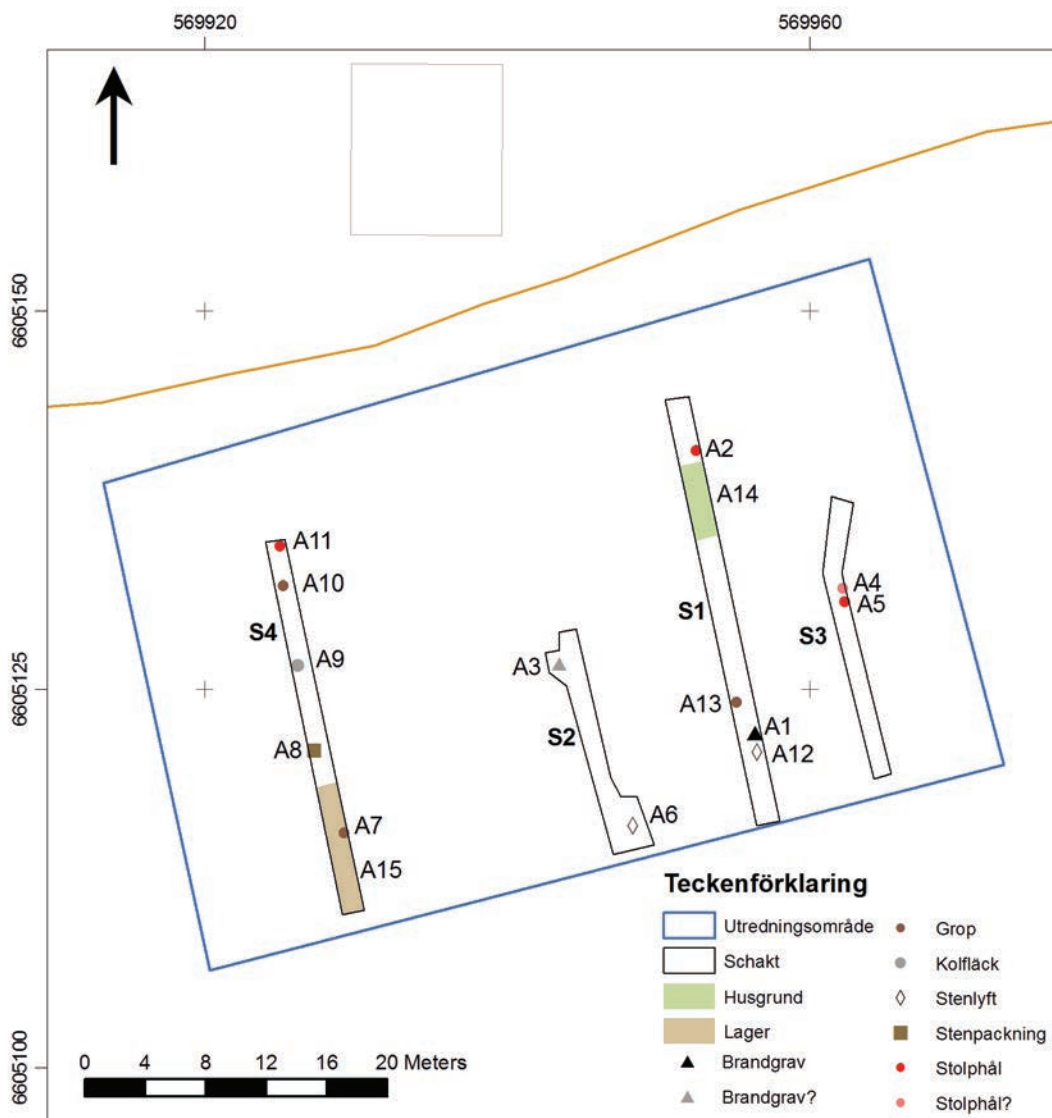 569920 569960
6605150
A2
A14
A11
A10
A4
S4
S1
A5
S3
A9
A3
6605125
A13
A1
S2
A8
A12
A6
A7
A15
Teckenförklaring
Utredningsområde
Schakt
Husgrund
Lager
Brandgrav
Brandgrav?
Grop
Kolfläck
Stenlyft
Stenpackning
Stolphål
Stolphål?
6605100
0 4 8 12 16 20 Meters